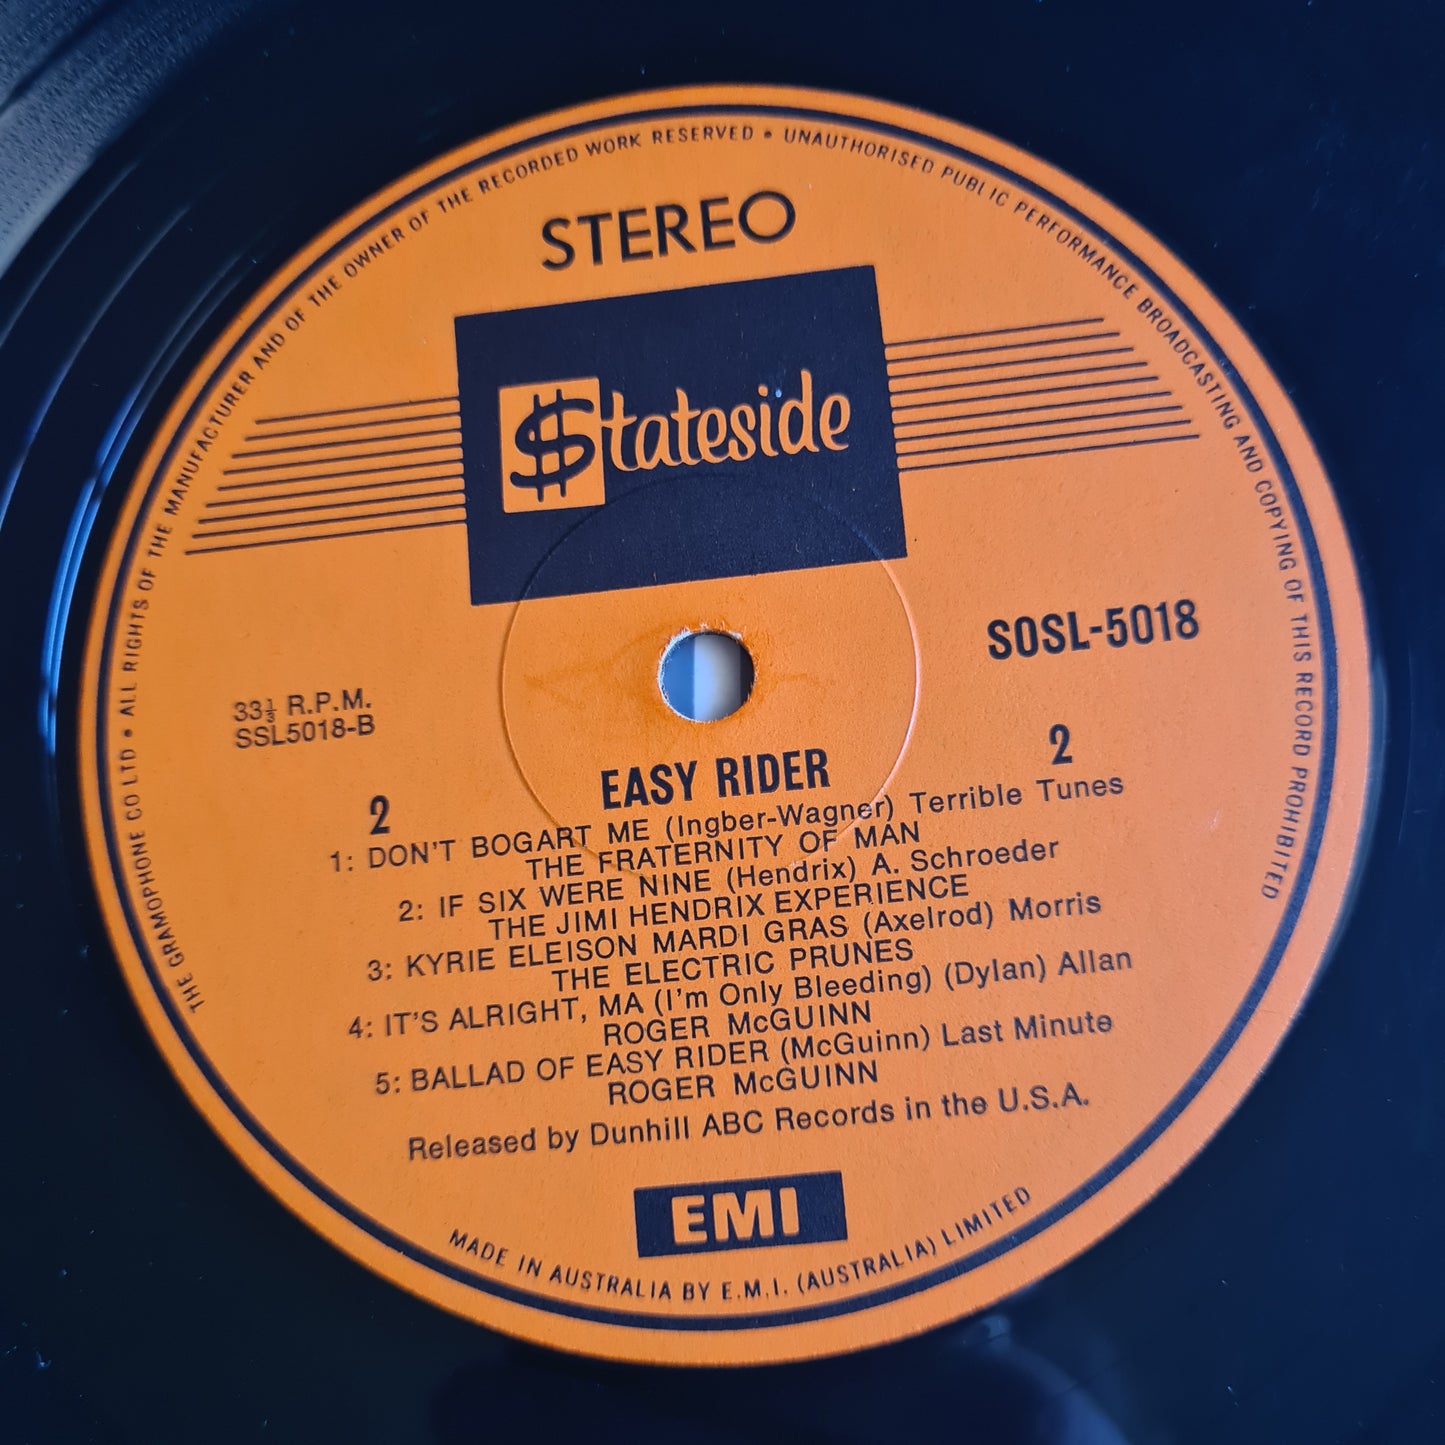 THE GRAMOPHONE CO LTD • ALL RIGHTS OF THE MANUFACTURER AND OF THE OWNER OF THE RECORDED WORK RESERVED • UNAUTHORISED PUBLIC PERFORMANCE BROADCASTING AND COPYING OF THIS RECORD PROHIBITED
STEREO
$tateside
SOSL-5018
33⅓ R.P.M.
SSL5018-B
2
2
EASY RIDER
1: DON'T BOGART ME (Ingber-Wagner) Terrible Tunes
THE FRATERNITY OF MAN
2: IF SIX WERE NINE (Hendrix) A. Schroeder
THE JIMI HENDRIX EXPERIENCE
3: KYRIE ELEISON MARDI GRAS (Axelrod) Morris
THE ELECTRIC PRUNES
4: IT'S ALRIGHT, MA (I'm Only Bleeding) (Dylan) Allan
ROGER McGUINN
5: BALLAD OF EASY RIDER (McGuinn) Last Minute
ROGER McGUINN
Released by Dunhill ABC Records in the U.S.A.
EMI
MADE IN AUSTRALIA BY E.M.I. (AUSTRALIA) LIMITED